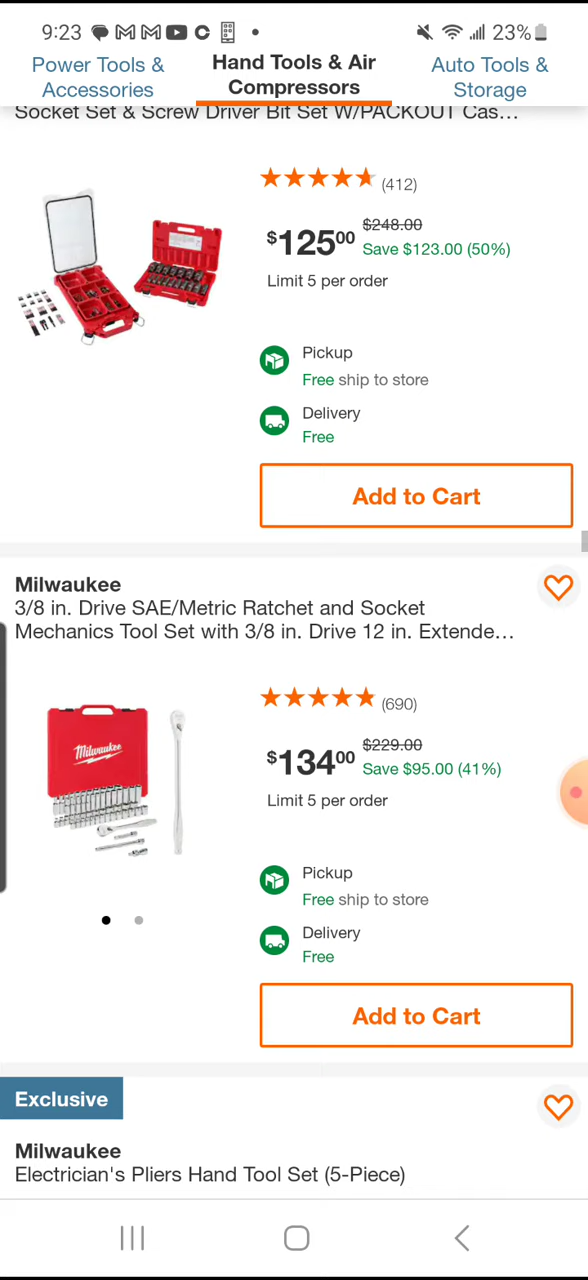 9:23
23%
Power Tools &
Accessories
Hand Tools & Air
Compressors
Auto Tools &
Storage
Socket Set & Screw Driver Bit Set W/PACKOUT Cas...
(412)
$125⁰⁰
$248.00
Save $123.00 (50%)
Limit 5 per order
Pickup
Free ship to store
Delivery
Free
Add to Cart
Milwaukee
3/8 in. Drive SAE/Metric Ratchet and Socket
Mechanics Tool Set with 3/8 in. Drive 12 in. Extende...
Milwaukee
(690)
$134⁰⁰
$229.00
Save $95.00 (41%)
Limit 5 per order
Pickup
Free ship to store
Delivery
Free
Add to Cart
Exclusive
Milwaukee
Electrician's Pliers Hand Tool Set (5-Piece)